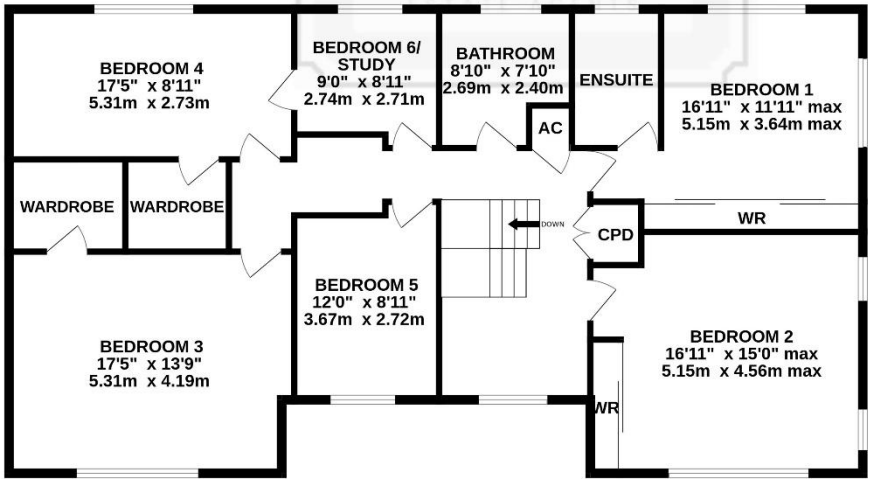 BEDROOM 4
17'5" x 8'11"
5.31m x 2.73m
BEDROOM 6/
STUDY
9'0" x 8'11"
2.74m x 2.71m
BATHROOM
8'10" x 7'10"
2.69m x 2.40m
ENSUITE
BEDROOM 1
16'11" x 11'11" max
5.15m x 3.64m max
AC
WARDROBE
WARDROBE
WR
DOWN
CPD
BEDROOM 5
12'0" x 8'11"
3.67m x 2.72m
BEDROOM 3
17'5" x 13'9"
5.31m x 4.19m
BEDROOM 2
16'11" x 15'0" max
5.15m x 4.56m max
WR